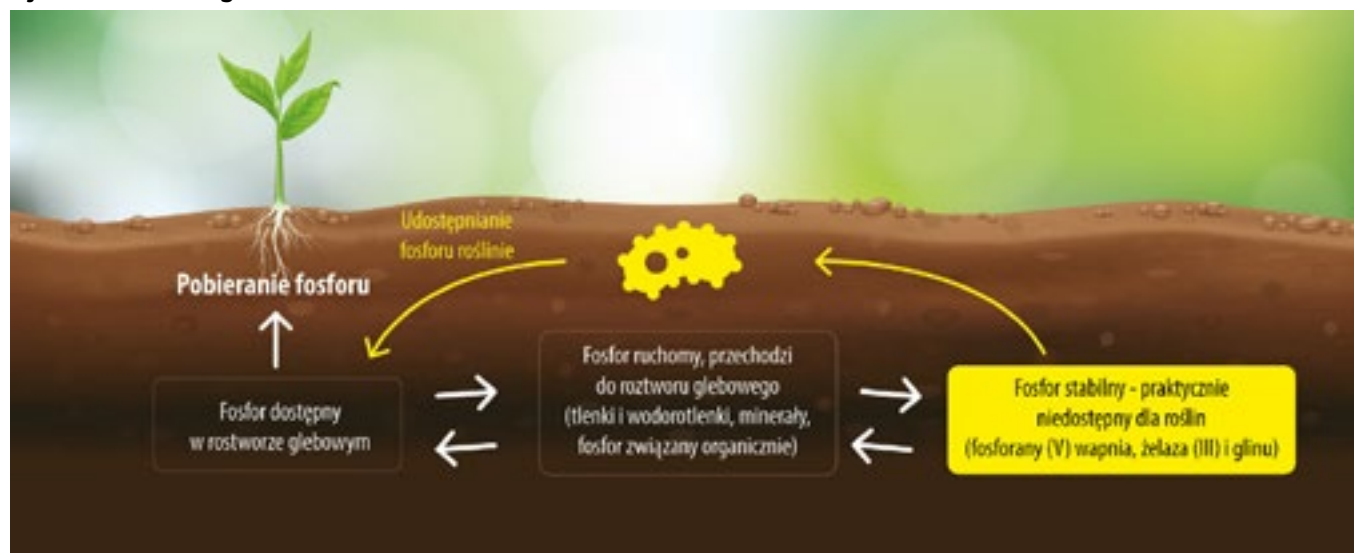 Udostępnianie
fosforu roślinie
Pobieranie fosforu
Fosfor dostępny
w rostworze glebowym
Fosfor ruchomy, przechodzi
do roztworu glebowego
(tlenki i wodorotlenki, minerały,
fosfor związany organicznie)
Fosfor stabilny - praktycznie
niedostępny dla roślin
(fosforany (V) wapnia, żelaza (III) i glinu)